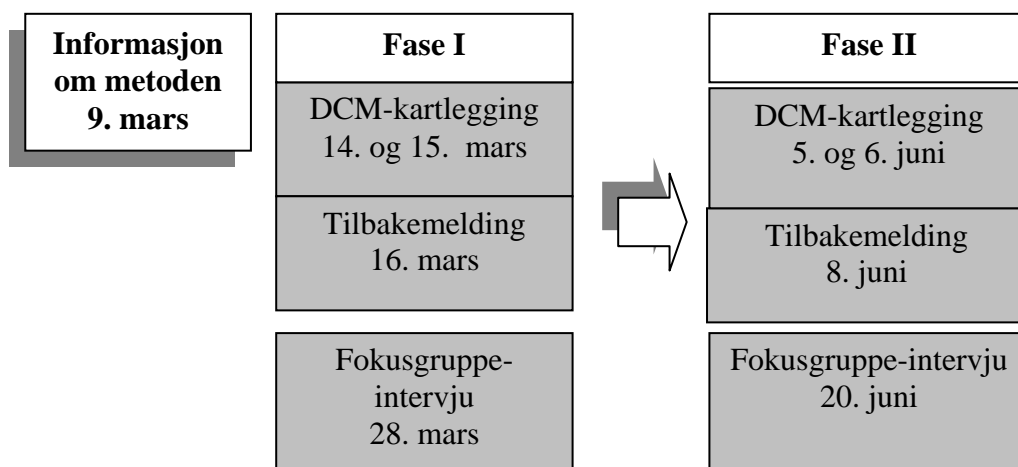 Informasjon
om metoden
9. mars
Fase I
DCM-kartlegging
14. og 15. mars
Tilbakemelding
16. mars
Fokusgruppe-
intervju
28. mars
Fase II
DCM-kartlegging
5. og 6. juni
Tilbakemelding
8. juni
Fokusgruppe-intervju
20. juni